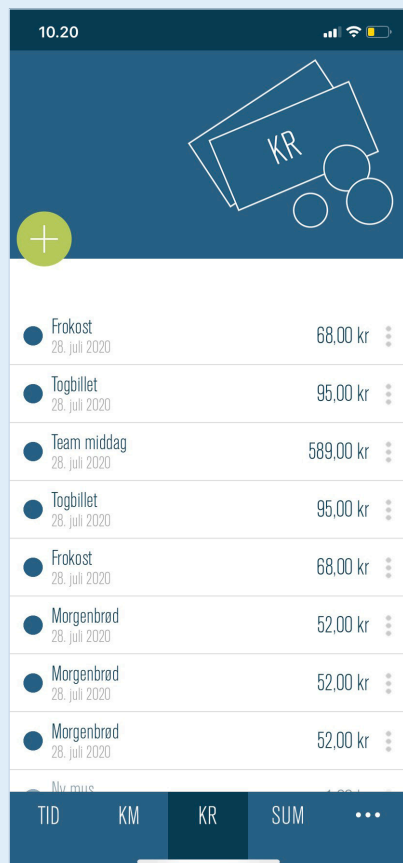 10.20
KR
Frokost
68,00 kr
28. juli 2020
Togbillet
95,00 kr
28. juli 2020
Team middag
589,00 kr
28. juli 2020
Togbillet
95,00 kr
28. juli 2020
Frokost
68,00 kr
28. juli 2020
Morgenbrød
52,00 kr
28. juli 2020
Morgenbrød
52,00 kr
28. juli 2020
Morgenbrød
52,00 kr
28. juli 2020
Ny mus
TID KM KR SUM